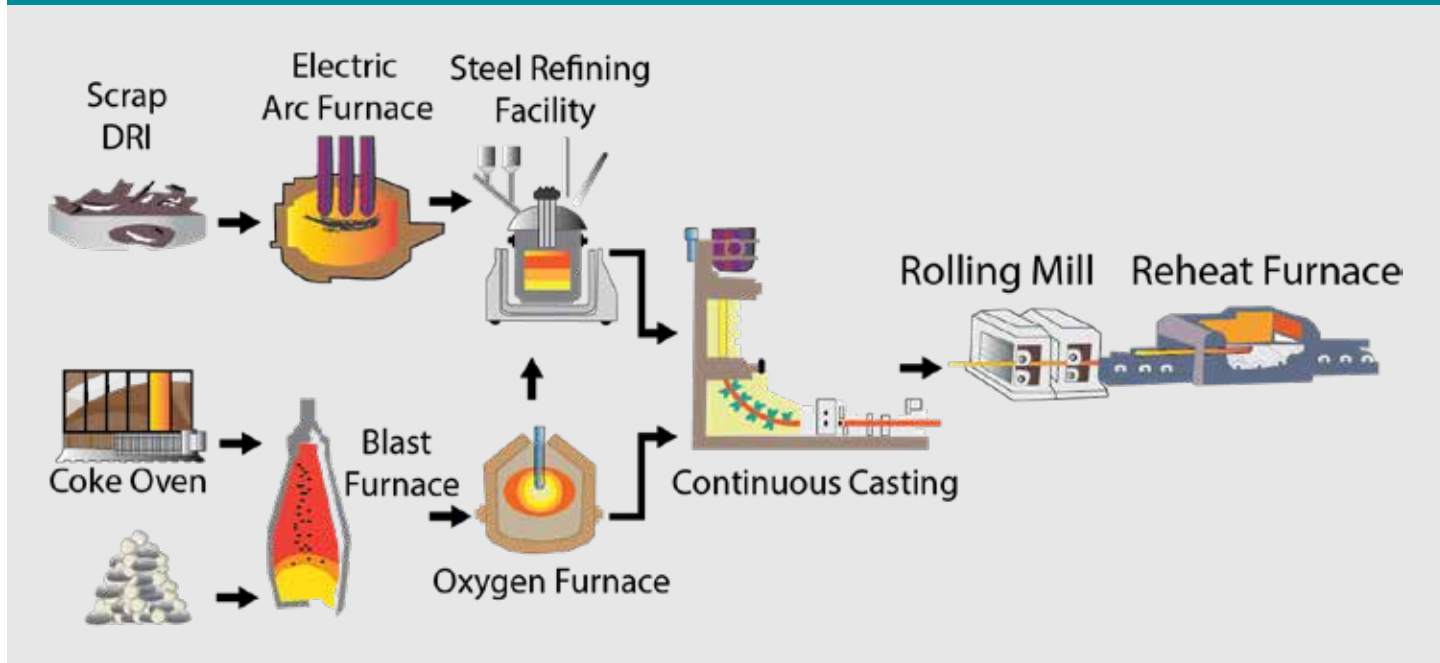 Scrap
DRI
Electric
Arc Furnace
Steel Refining
Facility
Rolling Mill
Reheat Furnace
Coke Oven
Blast
Furnace
Oxygen Furnace
Continuous Casting